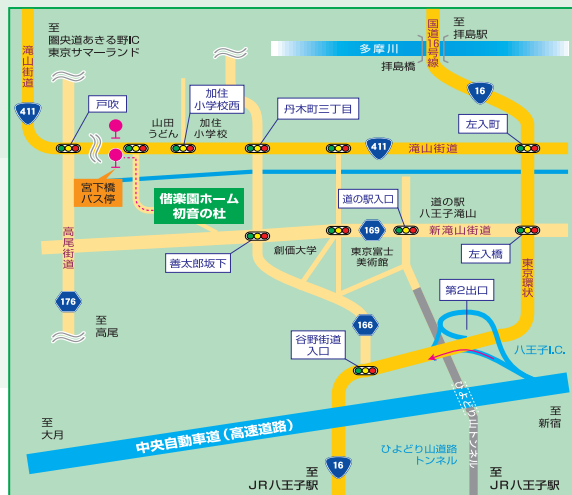 至
圏央道あきる野IC
東京サマーランド
滝山街道
411
戸吹
山田
うどん
加住
小学校西
加住
小学校
丹木町三丁目
多摩川
国道16号線
至
拝島駅
拝島橋
16
左入町
411
滝山街道
宮下橋
バス停
偕楽園ホーム
初音の杜
道の駅入口
道の駅
八王子滝山
高尾街道
善太郎坂下
創価大学
169
東京富士
美術館
新滝山街道
左入橋
東京環状
176
至
高尾
第2出口
166
谷野街道
入口
八王子I.C.
ひよどり山トンネル
至
大月
中央自動車道(高速道路)
至
新宿
ひよどり山道路
トンネル
16
至
JR八王子駅
至
JR八王子駅